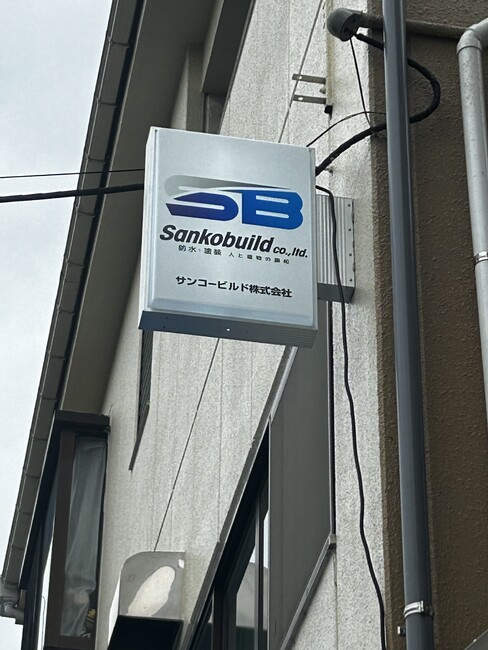 SB
Sankobuild co.,ltd.
防水・塗装 人と建物の調和
サンコービルド株式会社